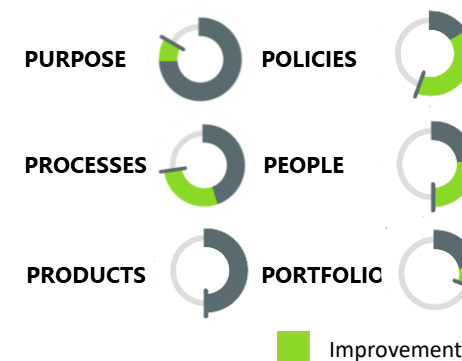 PURPOSE POLICIES
PROCESSES PEOPLE
PRODUCTS PORTFOLIO
Improvement